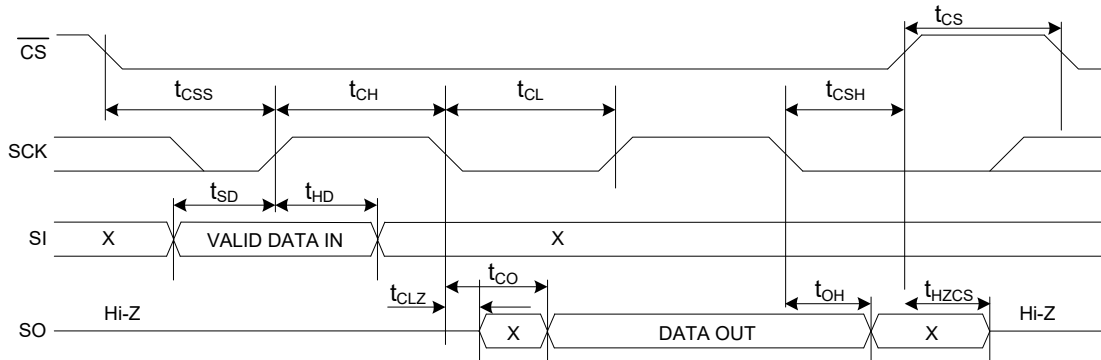 tCS
CS
tCSS tCH tCL tCSH
SCK
tSD tHD
SI X VALID DATA IN X
tCO
tCLZ tOH tHZCS
Hi-Z Hi-Z
SO X DATA OUT X